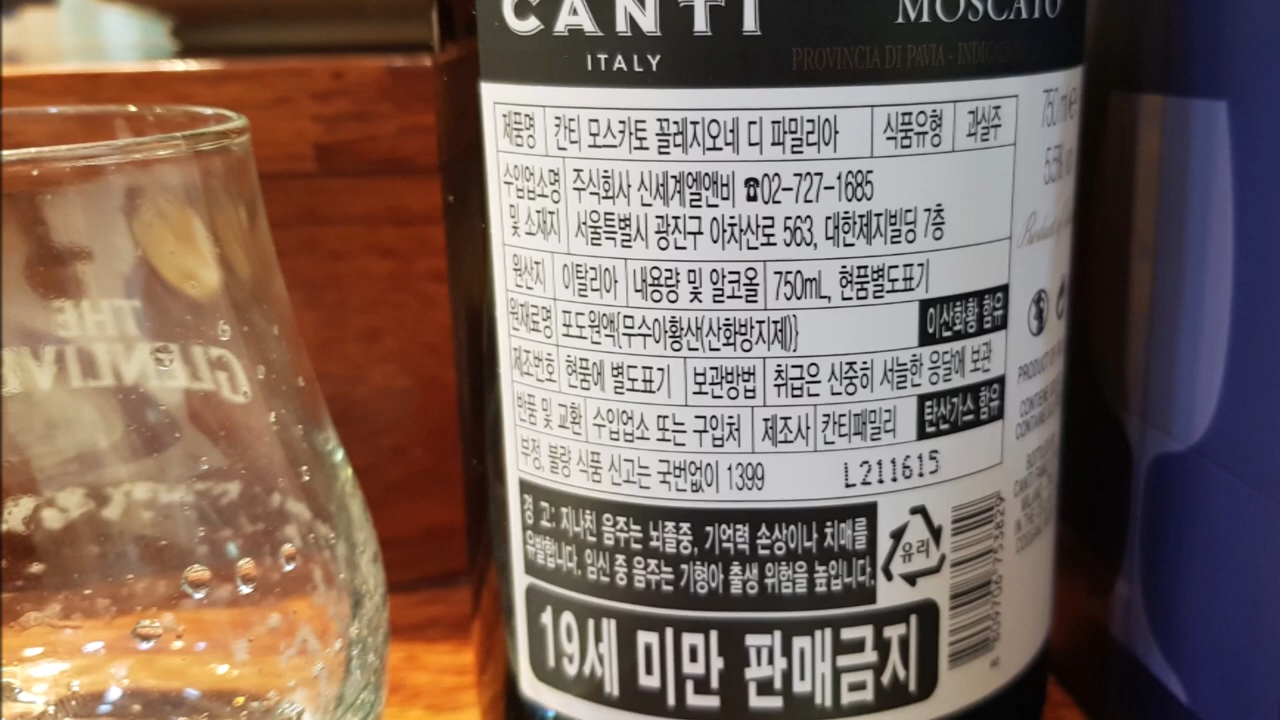 CANTI
ITALY
MOSCATO
PROVINCIA DI PAVIA -
제품명 칸티 모스카토 꼴레지오네 디 파밀리아 식품유형 과실주
수입업소명 및 소재지 주식회사 신세계엘앤비 ☎02-727-1685
서울특별시 광진구 아차산로 563, 대한제지빌딩 7층
원산지 이탈리아 내용량 및 알코올 750mL, 현품별도표기
원재료명 포도원액{무수아황산(산화방지제)} 이산화황 함유
제조번호 현품에 별도표기 보관방법 취급은 신중히 서늘한 응달에 보관
반품 및 교환 수입업소 또는 구입처 제조사 칸티패밀리 탄산가스 함유
부정, 불량 식품 신고는 국번없이 1399 L211615
경 고: 지나친 음주는 뇌졸중, 기억력 손상이나 치매를
유발합니다. 임신 중 음주는 기형아 출생 위험을 높입니다.
유리
19세 미만 판매금지
750 ml e
5.5%
PRODUCT OF
THE